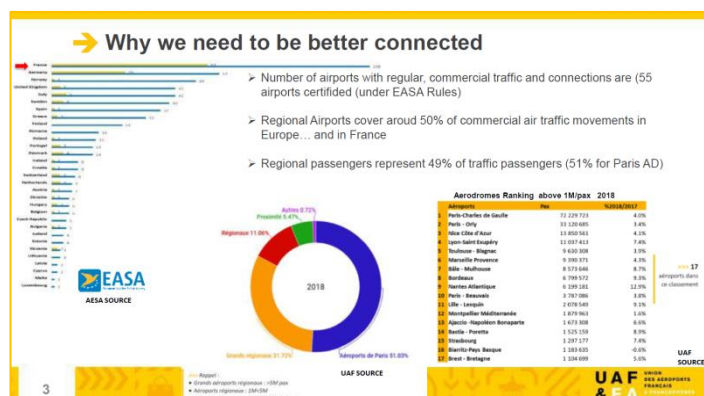 Why we need to be better connected
France
Germany
Norway
United Kingdom
Italy
Sweden
Spain
Greece
Finland
Romania
Poland
Portugal
Denmark
Iceland
Croatia
Switzerland
Netherlands
Austria
Slovakia
Hungary
Belgium
Czech Republic
Bulgaria
Ireland
Estonia
Slovenia
Lithuania
Latvia
Cyprus
Malta
Luxembourg
EASA
AESA SOURCE
Number of airports with regular, commercial traffic and connections are (55
airports certifided (under EASA Rules)
Regional Airports cover aroud 50% of commercial air traffic movements in
Europe… and in France
Regional passengers represent 49% of traffic passengers (51% for Paris AD)
Autres 0.72%
Proximité 5.47%
Régionaux 11.06%
2018
Grands régionaux 31.72%
Aéroports de Paris 51.03%
UAF SOURCE
Aerodromes Ranking above 1M/pax 2018
Aéroports Pax %2018/2017
1 Paris-Charles de Gaulle 72 229 723 4.0%
2 Paris - Orly 33 120 685 3.4%
3 Nice Côte d'Azur 13 850 561 4.1%
4 Lyon-Saint Exupéry 11 037 413 7.4%
5 Toulouse - Blagnac 9 630 308 3.9%
6 Marseille Provence 9 390 371 4.3%
7 Bâle - Mulhouse 8 573 646 8.7%
8 Bordeaux 6 799 572 9.3%
9 Nantes Atlantique 6 199 181 12.9%
10 Paris - Beauvais 3 787 086 3.8%
11 Lille - Lesquin 2 078 549 9.1%
12 Montpellier Méditerranée 1 879 963 1.6%
13 Ajaccio -Napoléon Bonaparte 1 673 308 6.6%
14 Bastia - Poretta 1 525 159 8.9%
15 Strasbourg 1 297 177 7.4%
16 Biarritz-Pays Basque 1 183 635 -0.6%
17 Brest - Bretagne 1 104 699 5.6%
>>> 17
aéroports dans
ce classement
UAF
SOURCE
3
>>> Rappel :
• Grands aéroports régionaux : >5M pax
• Aéroports régionaux : 1M<5M
UAF
& FA
UNION
DES AÉROPORTS
FRANÇAIS